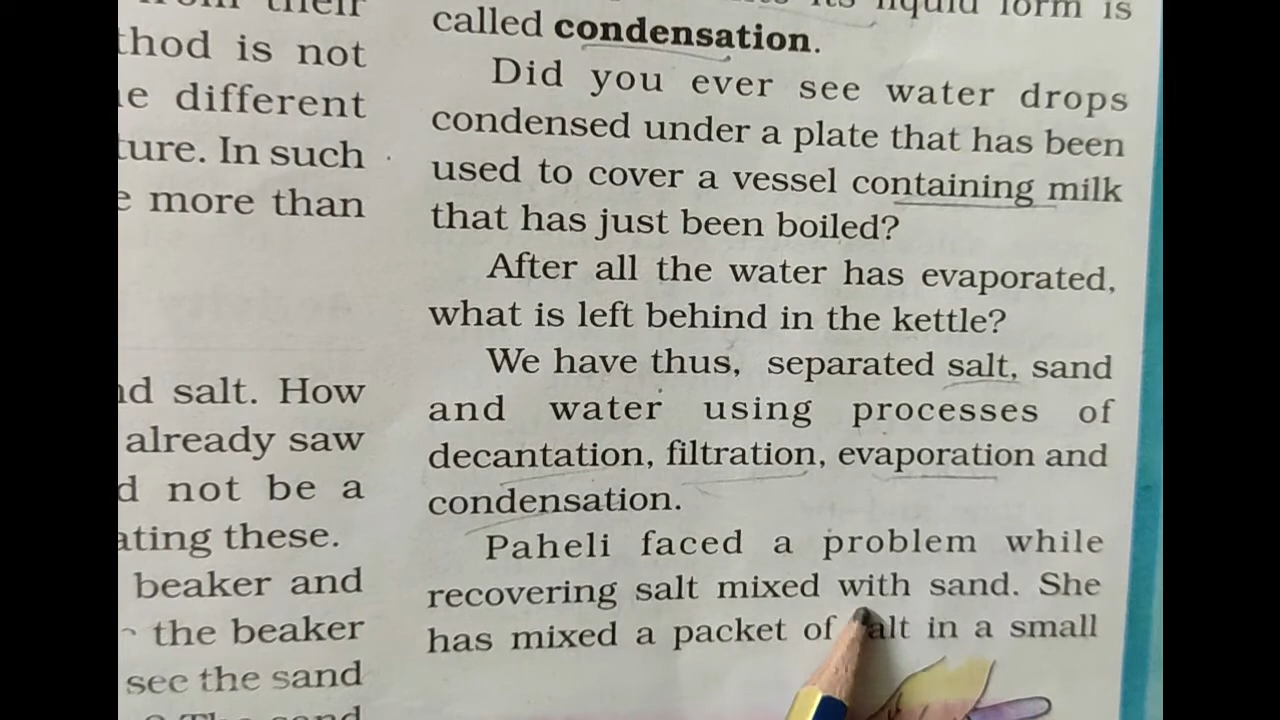 thod is not
different
In such
more than
nd salt. How
already saw
not be a
ating these.
beaker and
the beaker
see the sand
liquid form is
called condensation.
Did you ever see water drops
condensed under a plate that has been
used to cover a vessel containing milk
that has just been boiled?
After all the water has evaporated,
what is left behind in the kettle?
We have thus, separated salt, sand
and water using processes of
decantation, filtration, evaporation and
condensation.
Paheli faced a problem while
recovering salt mixed with sand. She
has mixed a packet of salt in a small